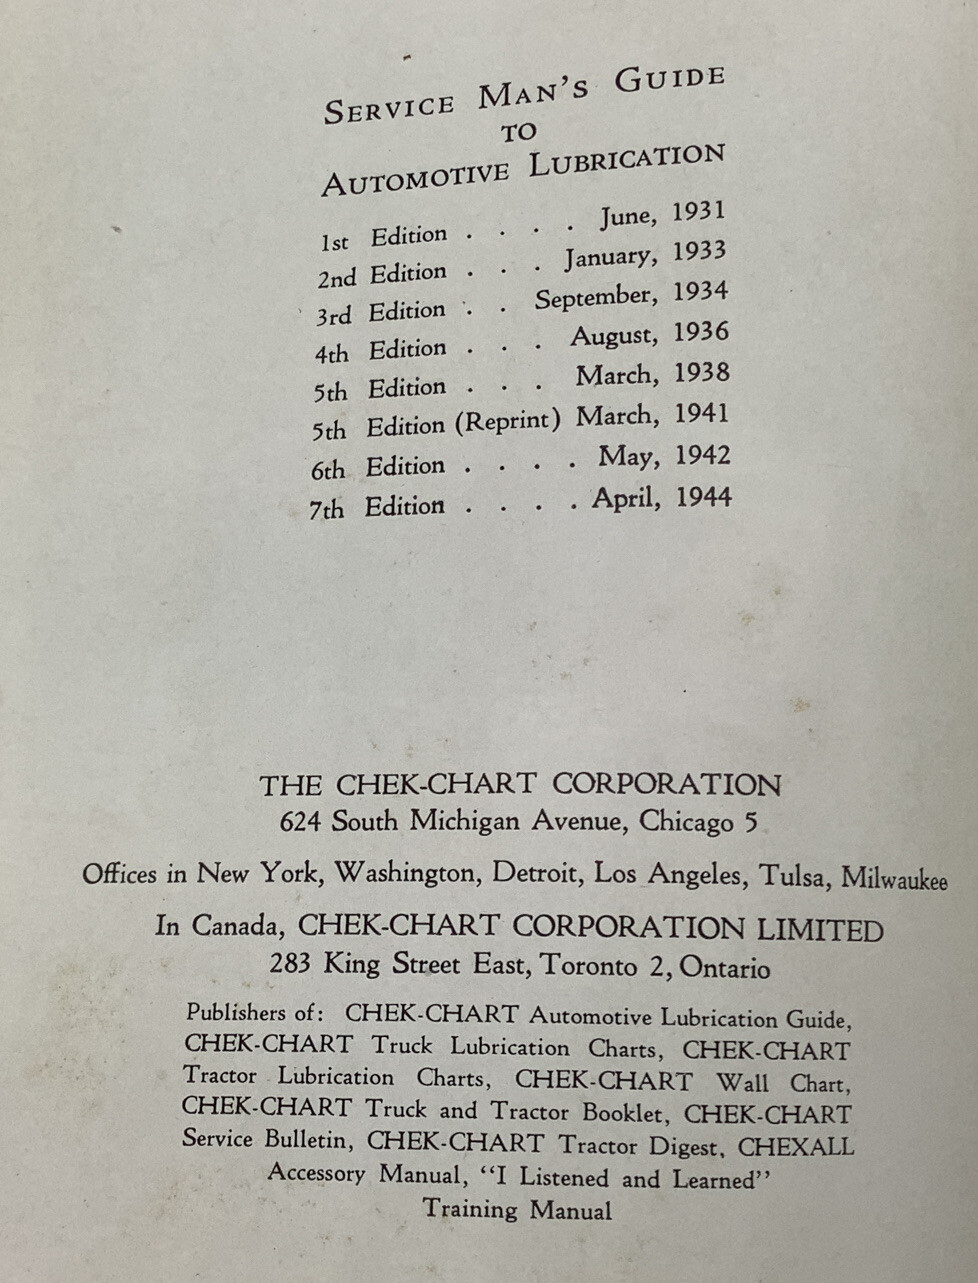 SERVICE MAN'S GUIDE
TO
AUTOMOTIVE LUBRICATION
1st Edition . . . . June, 1931
2nd Edition . . . January, 1933
3rd Edition . . September, 1934
4th Edition . . . August, 1936
5th Edition . . . March, 1938
5th Edition (Reprint) March, 1941
6th Edition . . . . May, 1942
7th Edition . . . . April, 1944
THE CHEK-CHART CORPORATION
624 South Michigan Avenue, Chicago 5
Offices in New York, Washington, Detroit, Los Angeles, Tulsa, Milwaukee
In Canada, CHEK-CHART CORPORATION LIMITED
283 King Street East, Toronto 2, Ontario
Publishers of: CHEK-CHART Automotive Lubrication Guide,
CHEK-CHART Truck Lubrication Charts, CHEK-CHART
Tractor Lubrication Charts, CHEK-CHART Wall Chart,
CHEK-CHART Truck and Tractor Booklet, CHEK-CHART
Service Bulletin, CHEK-CHART Tractor Digest, CHEXALL
Accessory Manual, "I Listened and Learned"
Training Manual